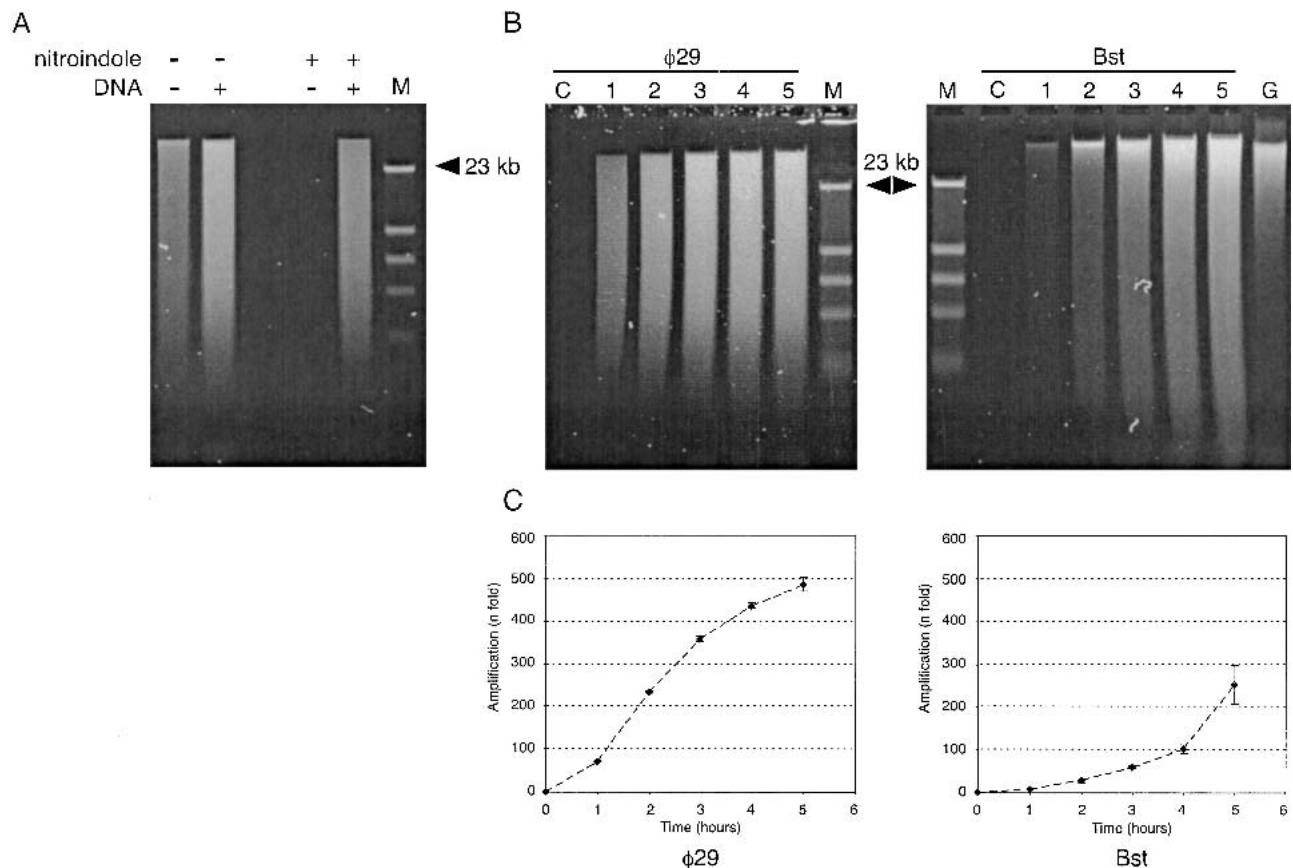 A
nitroindole - - + +
DNA - + - + M
23 kb
B
ϕ29
C 1 2 3 4 5 M
23 kb
Bst
M C 1 2 3 4 5 G
C
Amplification (n fold)
600
500
400
300
200
100
0
0 1 2 3 4 5 6
Time (hours)
ϕ29
Amplification (n fold)
600
500
400
300
200
100
0
0 1 2 3 4 5 6
Time (hours)
Bst